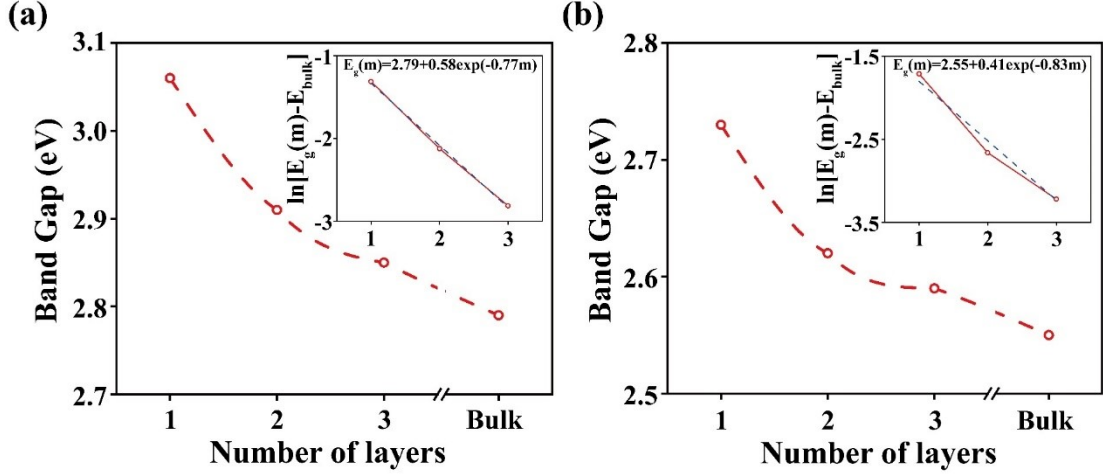 (a)
3.1
3.0
2.9
2.8
2.7
Band Gap (eV)
1
2
3
Bulk
Number of layers
-1
-2
-3
ln[E_g(m)-E_bulk]
E_g(m)=2.79+0.58exp(-0.77m)
1
2
3
(b)
2.8
2.7
2.6
2.5
Band Gap (eV)
1
2
3
Bulk
Number of layers
-1.5
-2.5
-3.5
ln[E_g(m)-E_bulk]
E_g(m)=2.55+0.41exp(-0.83m)
1
2
3